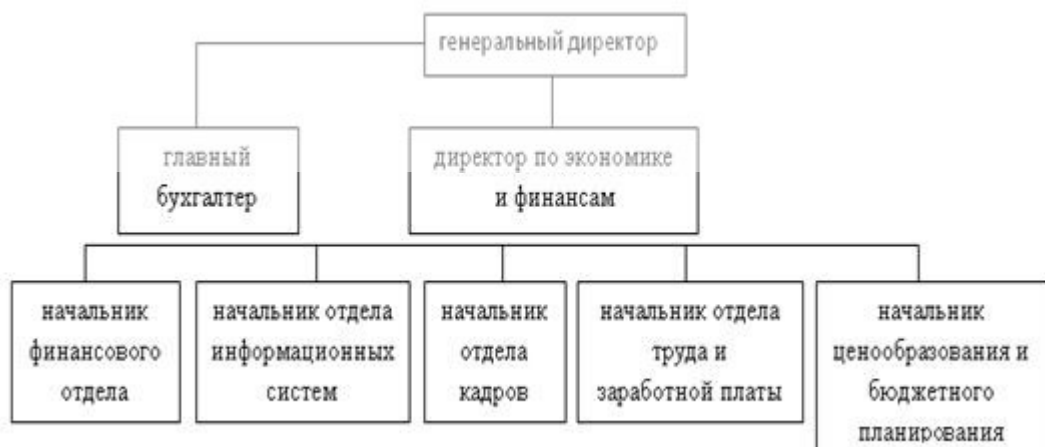 генеральный директор
главный
бухгалтер
директор по экономике
и финансам
начальник
финансового
отдела
начальник отдела
информационных
систем
начальник
отдела
кадров
начальник отдела
труда и
заработной платы
начальник
ценообразования и
бюджетного
планирования